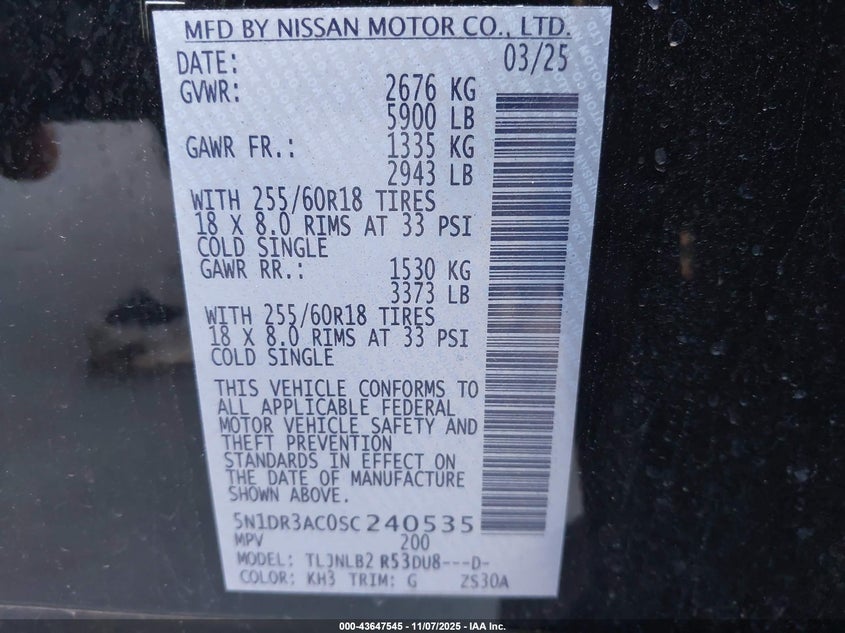 MFD BY NISSAN MOTOR CO., LTD.
DATE: 03/25
GVWR: 2676 KG
5900 LB
GAWR FR.: 1335 KG
2943 LB
WITH 255/60R18 TIRES
18 X 8.0 RIMS AT 33 PSI
COLD SINGLE
GAWR RR.: 1530 KG
3373 LB
WITH 255/60R18 TIRES
18 X 8.0 RIMS AT 33 PSI
COLD SINGLE
THIS VEHICLE CONFORMS TO
ALL APPLICABLE FEDERAL
MOTOR VEHICLE SAFETY AND
THEFT PREVENTION
STANDARDS IN EFFECT ON
THE DATE OF MANUFACTURE
SHOWN ABOVE.
5N1DR3AC0SC240535
MPV 200
MODEL: TLJNLB2 R53DU8---D-
COLOR: KH3 TRIM: G ZS30A
000-43647545 - 11/07/2025 - IAA Inc.